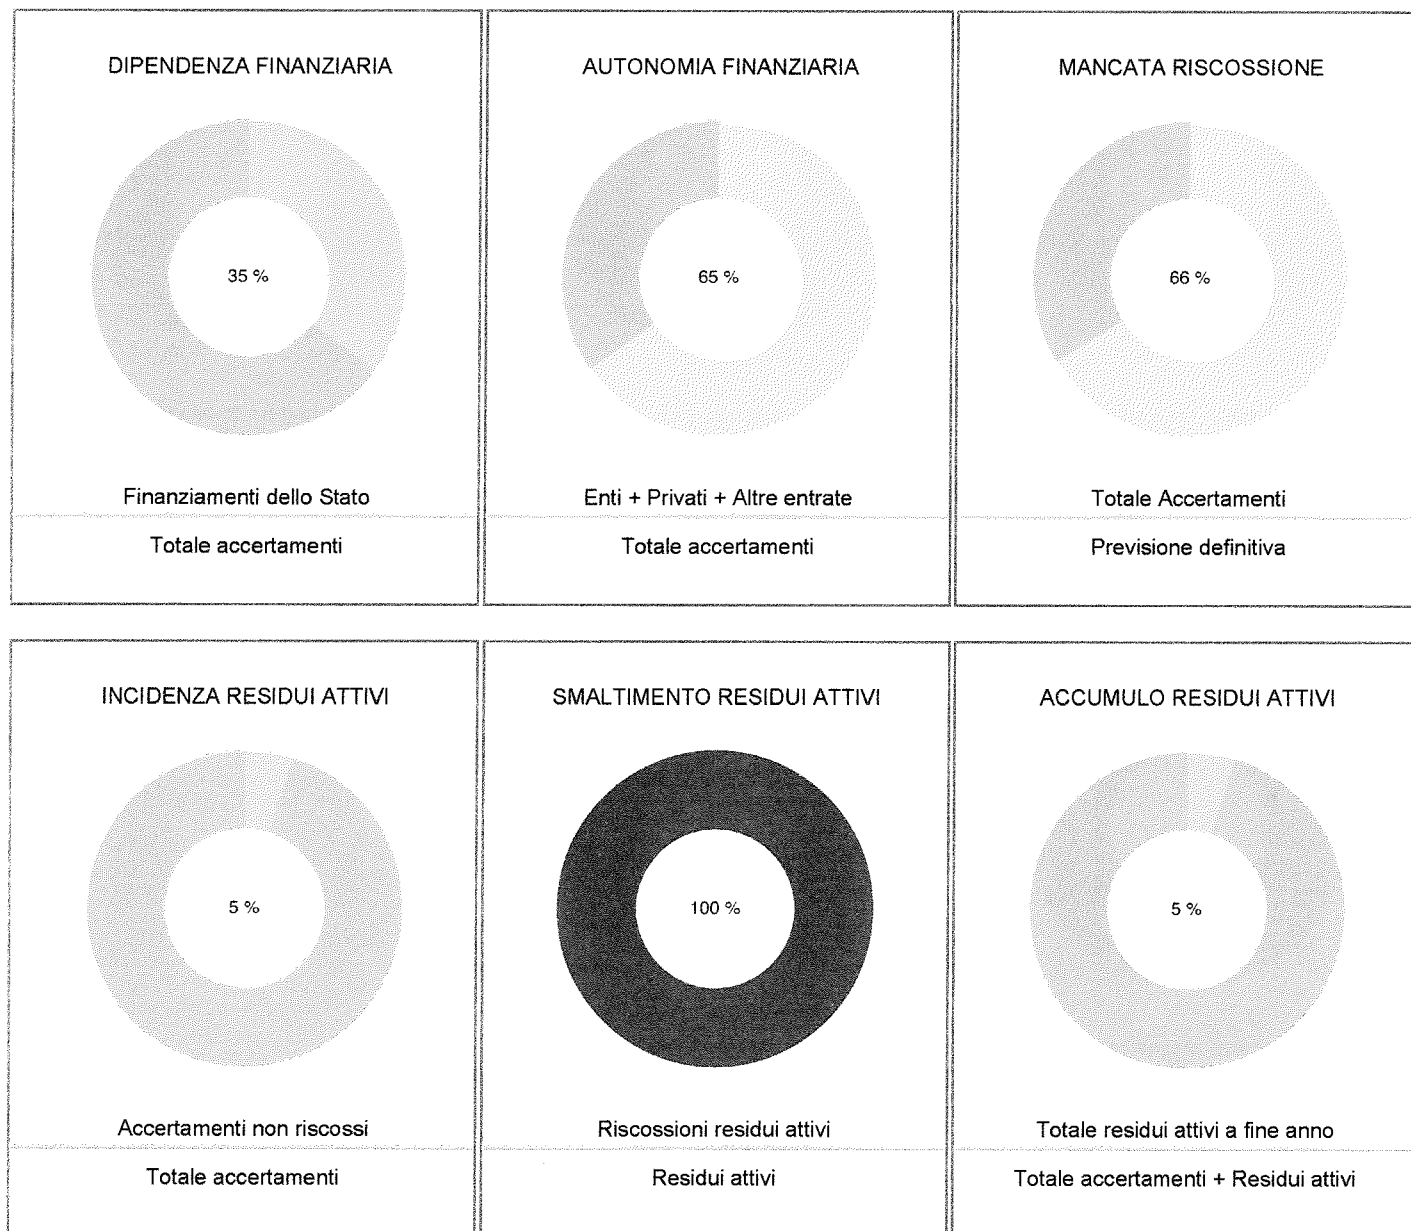 DIPENDENZA FINANZIARIA
35 %
Finanziamenti dello Stato
Totale accertamenti
AUTONOMIA FINANZIARIA
65 %
Enti + Privati + Altre entrate
Totale accertamenti
MANCATA RISCOSSIONE
66 %
Totale Accertamenti
Previsione definitiva
INCIDENZA RESIDUI ATTIVI
5 %
Accertamenti non riscossi
Totale accertamenti
SMALTIMENTO RESIDUI ATTIVI
100 %
Riscossioni residui attivi
Residui attivi
ACCUMULO RESIDUI ATTIVI
5 %
Totale residui attivi a fine anno
Totale accertamenti + Residui attivi